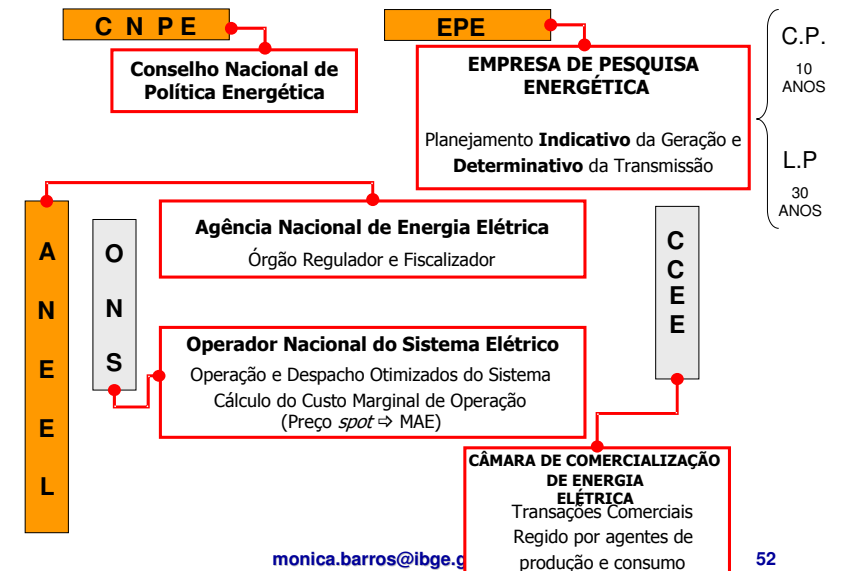 C N P E
EPE
Conselho Nacional de
Política Energética
EMPRESA DE PESQUISA
ENERGÉTICA
Planejamento Indicativo da Geração e
Determinativo da Transmissão
C.P.
10
ANOS
L.P
30
ANOS
A
N
E
E
L
O
N
S
Agência Nacional de Energia Elétrica
Órgão Regulador e Fiscalizador
C
C
E
E
Operador Nacional do Sistema Elétrico
Operação e Despacho Otimizados do Sistema
Cálculo do Custo Marginal de Operação
(Preço spot ⇨ MAE)
CÂMARA DE COMERCIALIZAÇÃO
DE ENERGIA
ELÉTRICA
Transações Comerciais
Regido por agentes de
produção e consumo
monica.barros@ibge.g
52